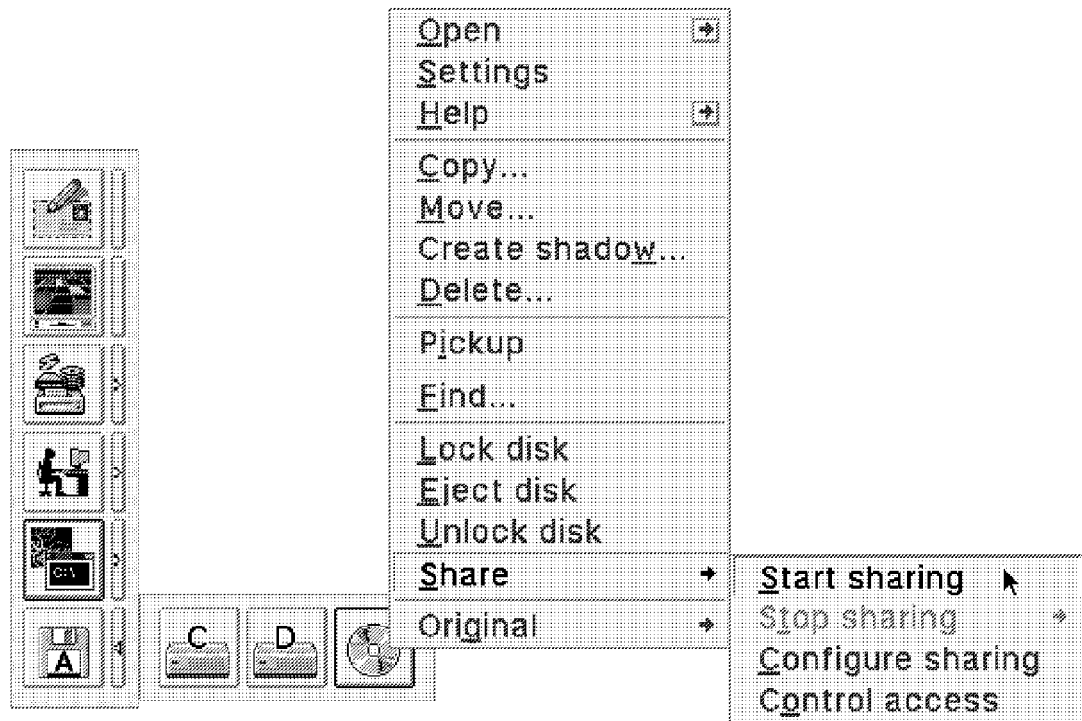 Open
Settings
Help
Copy...
Move...
Create shadow...
Delete...
Pickup
Find...
Lock disk
Eject disk
Unlock disk
Share
Original
Start sharing
Stop sharing
Configure sharing
Control access
C:\
A
C
D